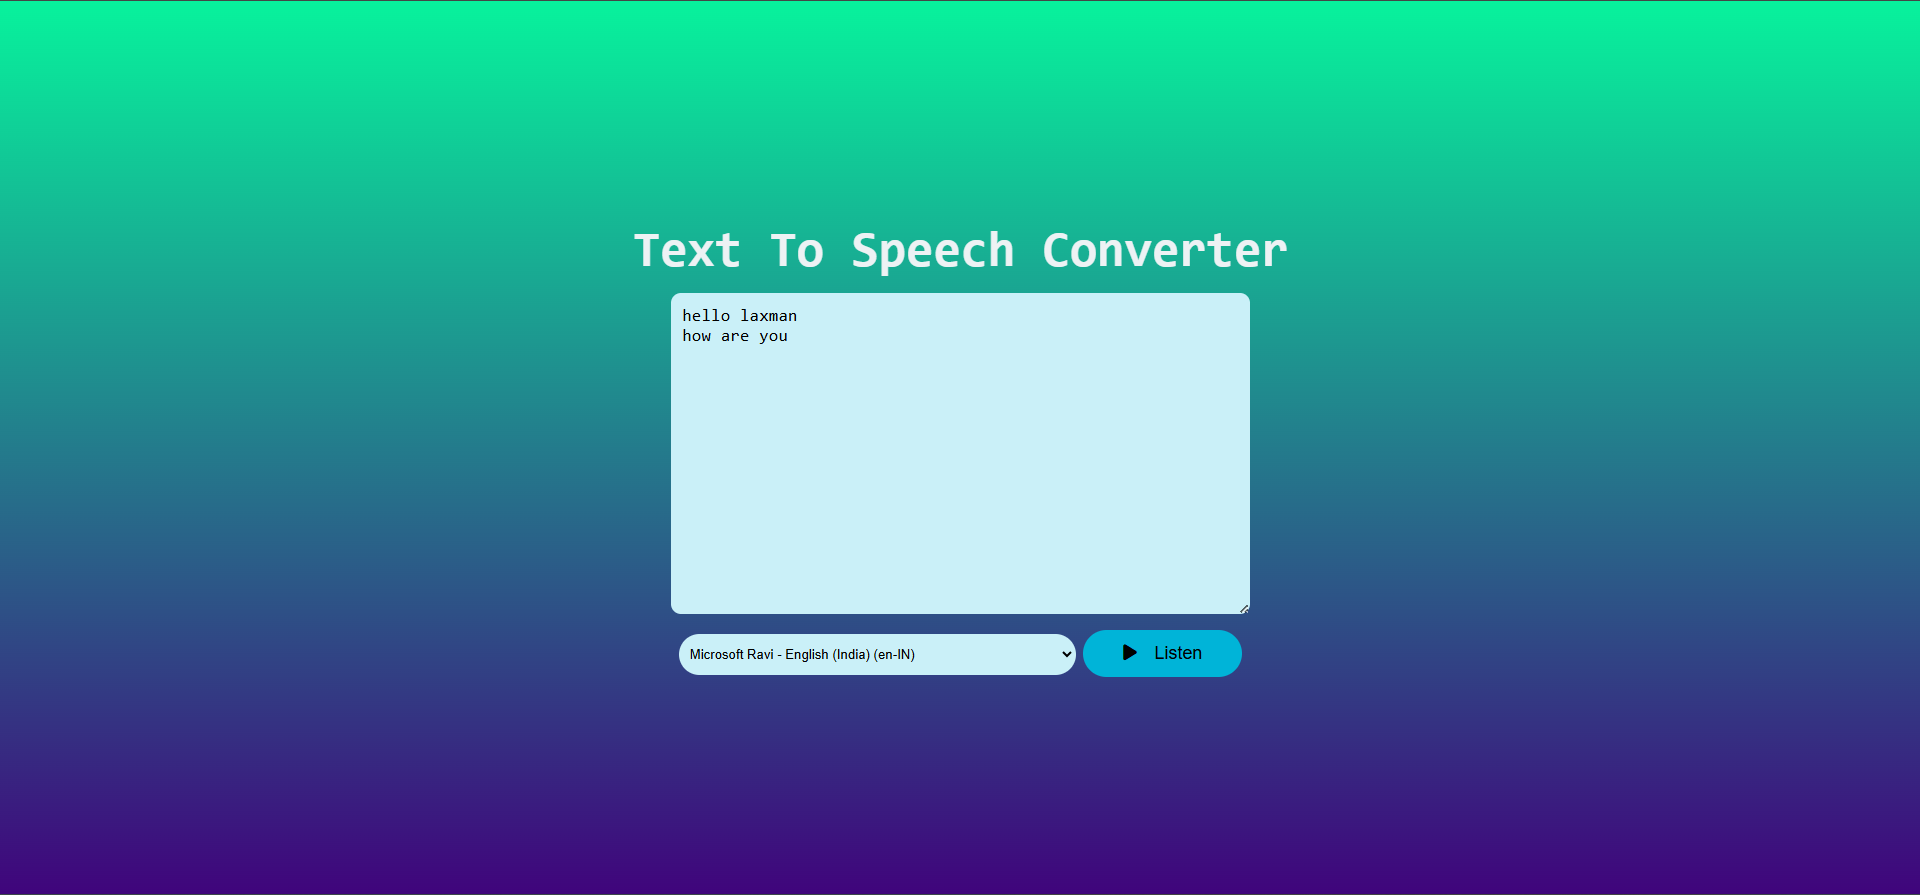 Text To Speech Converter
hello laxman
how are you
Microsoft Ravi - English (India) (en-IN)
Listen